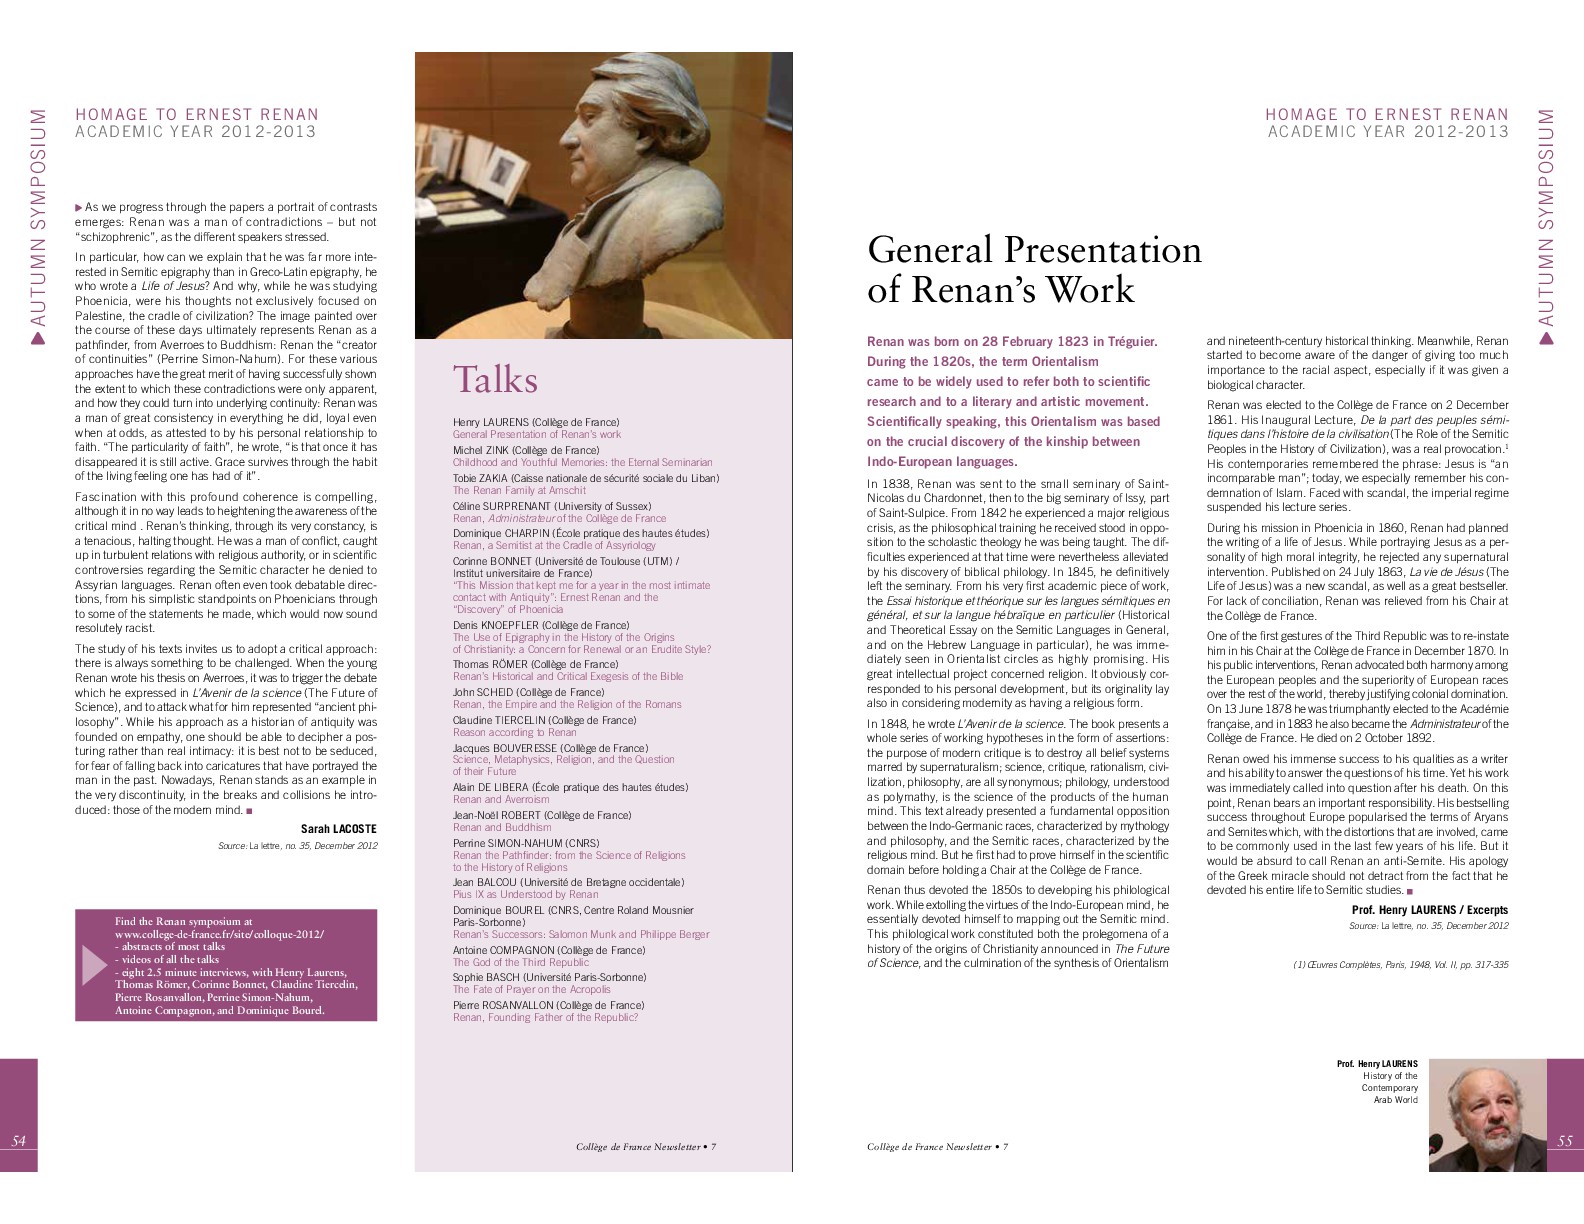 HOMAGE TO ERNEST RENAN
ACADEMIC YEAR 2012-2013
AUTUMN SYMPOSIUM
As we progress through the papers a portrait of contrasts
emerges: Renan was a man of contradictions – but not
“schizophrenic”, as the different speakers stressed.
In particular, how can we explain that he was far more inte-
rested in Semitic epigraphy than in Greco-Latin epigraphy, he
who wrote a Life of Jesus? And why, while he was studying
Phoenicia, were his thoughts not exclusively focused on
Palestine, the cradle of civilization? The image painted over
the course of these days ultimately represents Renan as a
pathfinder, from Averroes to Buddhism: Renan the “creator
of continuities” (Perrine Simon-Nahum). For these various
approaches have the great merit of having successfully shown
the extent to which these contradictions were only apparent,
and how they could turn into underlying continuity: Renan was
a man of great consistency in everything he did, loyal even
when at odds, as attested to by his personal relationship to
faith. “The particularity of faith”, he wrote, “is that once it has
disappeared it is still active. Grace survives through the habit
of the living feeling one has had of it”.
Fascination with this profound coherence is compelling,
although it in no way leads to heightening the awareness of the
critical mind . Renan’s thinking, through its very constancy, is
a tenacious, halting thought. He was a man of conflict, caught
up in turbulent relations with religious authority, or in scientific
controversies regarding the Semitic character he denied to
Assyrian languages. Renan often even took debatable direc-
tions, from his simplistic standpoints on Phoenicians through
to some of the statements he made, which would now sound
resolutely racist.
The study of his texts invites us to adopt a critical approach:
there is always something to be challenged. When the young
Renan wrote his thesis on Averroes, it was to trigger the debate
which he expressed in L’Avenir de la science (The Future of
Science), and to attack what for him represented “ancient phi-
losophy”. While his approach as a historian of antiquity was
founded on empathy, one should be able to decipher a pos-
turing rather than real intimacy: it is best not to be seduced,
for fear of falling back into caricatures that have portrayed the
man in the past. Nowadays, Renan stands as an example in
the very discontinuity, in the breaks and collisions he intro-
duced: those of the modern mind.
Sarah LACOSTE
Source: La lettre, no. 35, December 2012
Find the Renan symposium at
www.college-de-france.fr/site/colloque-2012/
- abstracts of most talks
- videos of all the talks
- eight 2.5 minute interviews, with Henry Laurens,
Thomas Römer, Corinne Bonnet, Claudine Tiercelin,
Pierre Rosanvallon, Perrine Simon-Nahum,
Antoine Compagnon, and Dominique Bourel.
54
Talks
Henry LAURENS (Collège de France)
General Presentation of Renan’s work
Michel ZINK (Collège de France)
Childhood and Youthful Memories: the Eternal Seminarian
Tobie ZAKIA (Caisse nationale de sécurité sociale du Liban)
The Renan Family at Amschit
Céline SURPRENANT (University of Sussex)
Renan, Administrateur of the Collège de France
Dominique CHARPIN (École pratique des hautes études)
Renan, a Semitist at the Cradle of Assyriology
Corinne BONNET (Université de Toulouse (UTM) /
Institut universitaire de France)
“This Mission that kept me for a year in the most intimate
contact with Antiquity”: Ernest Renan and the
“Discovery” of Phoenicia
Denis KNOEPFLER (Collège de France)
The Use of Epigraphy in the History of the Origins
of Christianity: a Concern for Renewal or an Erudite Style?
Thomas RÖMER (Collège de France)
Renan’s Historical and Critical Exegesis of the Bible
John SCHEID (Collège de France)
Renan, the Empire and the Religion of the Romans
Claudine TIERCELIN (Collège de France)
Reason according to Renan
Jacques BOUVERESSE (Collège de France)
Science, Metaphysics, Religion, and the Question
of their Future
Alain DE LIBERA (École pratique des hautes études)
Renan and Averroism
Jean-Noël ROBERT (Collège de France)
Renan and Buddhism
Perrine SIMON-NAHUM (CNRS)
Renan the Pathfinder: from the Science of Religions
to the History of Religions
Jean BALCOU (Université de Bretagne occidentale)
Pius IX as Understood by Renan
Dominique BOUREL (CNRS, Centre Roland Mousnier
Paris-Sorbonne)
Renan’s Successors: Salomon Munk and Philippe Berger
Antoine COMPAGNON (Collège de France)
The God of the Third Republic
Sophie BASCH (Université Paris-Sorbonne)
The Fate of Prayer on the Acropolis
Pierre ROSANVALLON (Collège de France)
Renan, Founding Father of the Republic?
Collège de France Newsletter • 7
HOMAGE TO ERNEST RENAN
ACADEMIC YEAR 2012-2013
AUTUMN SYMPOSIUM
General Presentation
of Renan’s Work
Renan was born on 28 February 1823 in Tréguier.
During the 1820s, the term Orientalism
came to be widely used to refer both to scientific
research and to a literary and artistic movement.
Scientifically speaking, this Orientalism was based
on the crucial discovery of the kinship between
Indo-European languages.
In 1838, Renan was sent to the small seminary of Saint-
Nicolas du Chardonnet, then to the big seminary of Issy, part
of Saint-Sulpice. From 1842 he experienced a major religious
crisis, as the philosophical training he received stood in oppo-
sition to the scholastic theology he was being taught. The dif-
ficulties experienced at that time were nevertheless alleviated
by his discovery of biblical philology. In 1845, he definitively
left the seminary. From his very first academic piece of work,
the Essai historique et théorique sur les langues sémitiques en
général, et sur la langue hébraïque en particulier (Historical
and Theoretical Essay on the Semitic Languages in General,
and on the Hebrew Language in particular), he was imme-
diately seen in Orientalist circles as highly promising. His
great intellectual project concerned religion. It obviously cor-
responded to his personal development, but its originality lay
also in considering modernity as having a religious form.
In 1848, he wrote L’Avenir de la science. The book presents a
whole series of working hypotheses in the form of assertions:
the purpose of modern critique is to destroy all belief systems
marred by supernaturalism; science, critique, rationalism, civi-
lization, philosophy, are all synonymous; philology, understood
as polymathy, is the science of the products of the human
mind. This text already presented a fundamental opposition
between the Indo-Germanic races, characterized by mythology
and philosophy, and the Semitic races, characterized by the
religious mind. But he first had to prove himself in the scientific
domain before holding a Chair at the Collège de France.
Renan thus devoted the 1850s to developing his philological
work. While extolling the virtues of the Indo-European mind, he
essentially devoted himself to mapping out the Semitic mind.
This philological work constituted both the prolegomena of a
history of the origins of Christianity announced in The Future
of Science, and the culmination of the synthesis of Orientalism
and nineteenth-century historical thinking. Meanwhile, Renan
started to become aware of the danger of giving too much
importance to the racial aspect, especially if it was given a
biological character.
Renan was elected to the Collège de France on 2 December
1861. His Inaugural Lecture, De la part des peuples sémi-
tiques dans l’histoire de la civilisation (The Role of the Semitic
Peoples in the History of Civilization), was a real provocation.1
His contemporaries remembered the phrase: Jesus is “an
incomparable man”; today, we especially remember his con-
demnation of Islam. Faced with scandal, the imperial regime
suspended his lecture series.
During his mission in Phoenicia in 1860, Renan had planned
the writing of a life of Jesus. While portraying Jesus as a per-
sonality of high moral integrity, he rejected any supernatural
intervention. Published on 24 July 1863, La vie de Jésus (The
Life of Jesus) was a new scandal, as well as a great bestseller.
For lack of conciliation, Renan was relieved from his Chair at
the Collège de France.
One of the first gestures of the Third Republic was to re-instate
him in his Chair at the Collège de France in December 1870. In
his public interventions, Renan advocated both harmony among
the European peoples and the superiority of European races
over the rest of the world, thereby justifying colonial domination.
On 13 June 1878 he was triumphantly elected to the Académie
française, and in 1883 he also became the Administrateur of the
Collège de France. He died on 2 October 1892.
Renan owed his immense success to his qualities as a writer
and his ability to answer the questions of his time. Yet his work
was immediately called into question after his death. On this
point, Renan bears an important responsibility. His bestselling
success throughout Europe popularised the terms of Aryans
and Semites which, with the distortions that are involved, came
to be commonly used in the last few years of his life. But it
would be absurd to call Renan an anti-Semite. His apology
of the Greek miracle should not detract from the fact that he
devoted his entire life to Semitic studies.
Prof. Henry LAURENS / Excerpts
Source: La lettre, no. 35, December 2012
(1) Œuvres Complètes, Paris, 1948, Vol. II, pp. 317-335
Prof. Henry LAURENS
History of the
Contemporary
Arab World
Collège de France Newsletter • 7
55